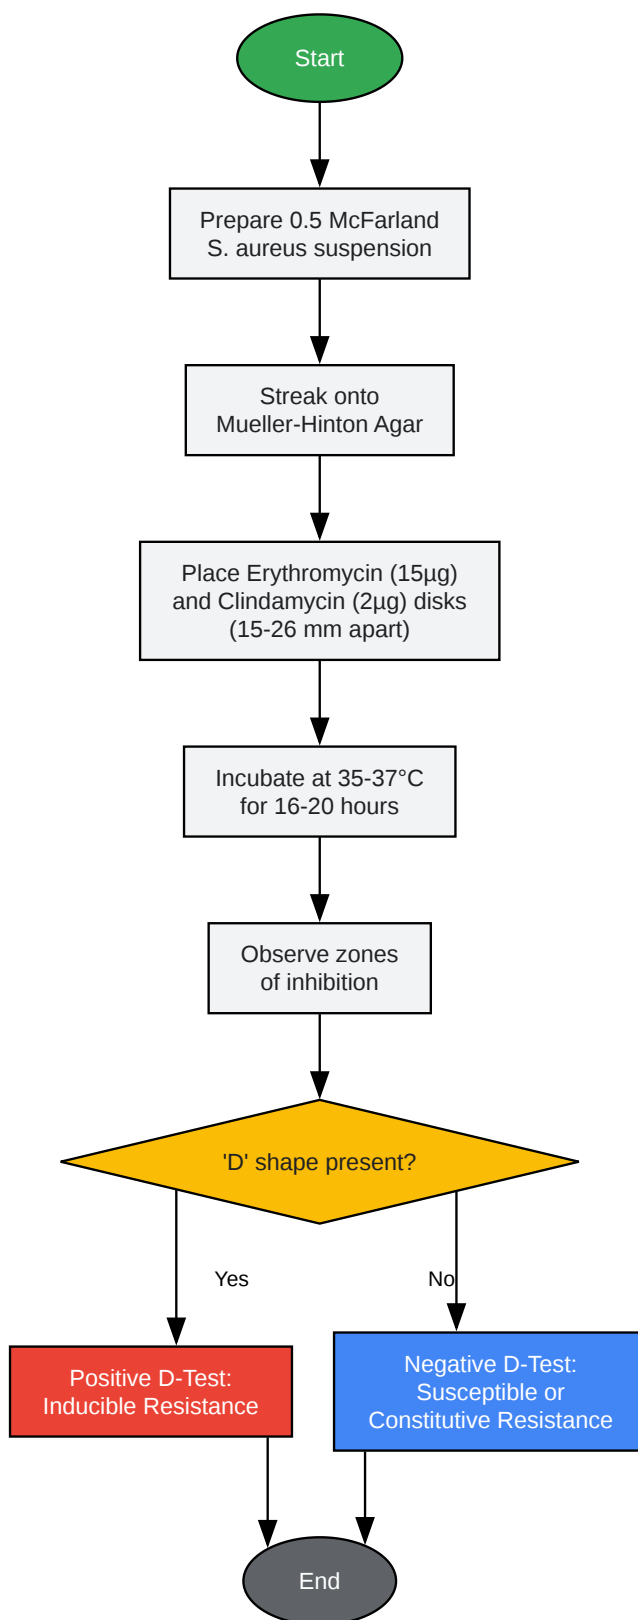 Start
Prepare 0.5 McFarland
S. aureus suspension
Streak onto
Mueller-Hinton Agar
Place Erythromycin (15µg)
and Clindamycin (2µg) disks
(15-26 mm apart)
Incubate at 35-37°C
for 16-20 hours
Observe zones
of inhibition
'D' shape present?
Yes
No
Positive D-Test:
Inducible Resistance
Negative D-Test:
Susceptible or
Constitutive Resistance
End